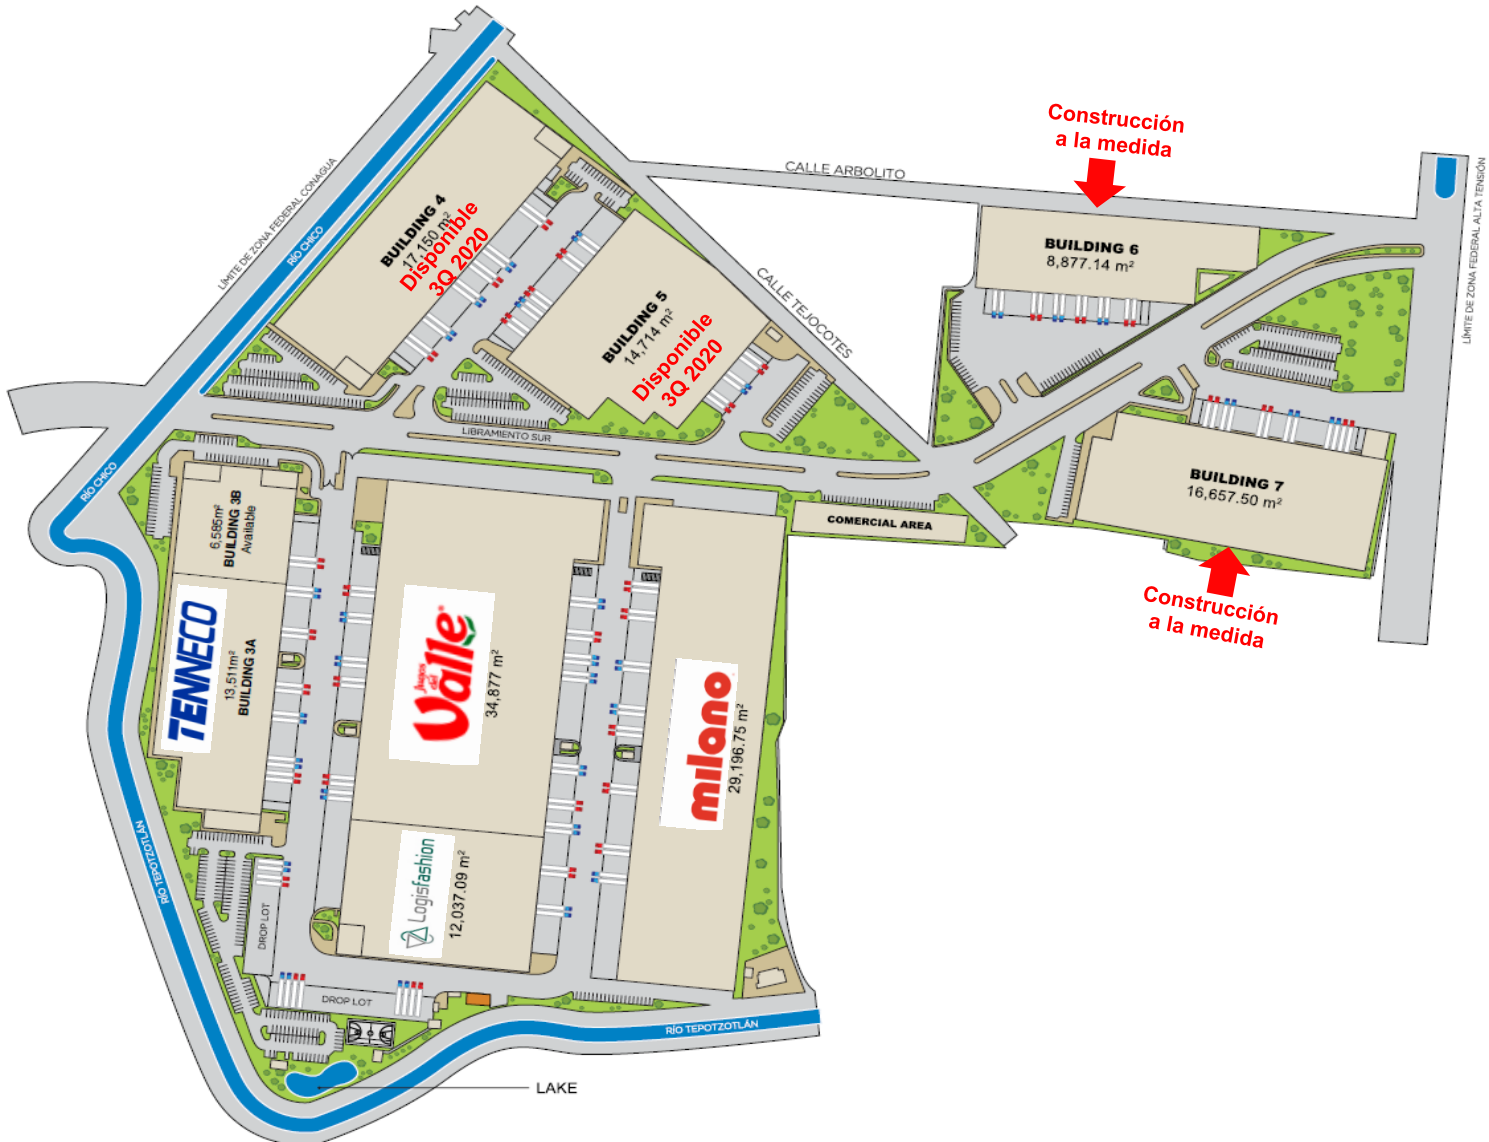 Construcción
a la medida
CALLE ARBOLITO
LÍMITE DE ZONA FEDERAL ALTA TENSIÓN
LÍMITE DE ZONA FEDERAL CONAGUA
RÍO CHICO
BUILDING 4
17,150 m²
Disponible
3Q 2020
BUILDING 6
8,877.14 m²
CALLE TEJOCOTES
BUILDING 5
14,714 m²
Disponible
3Q 2020
LIBRAMIENTO SUR
RÍO CHICO
BUILDING 7
16,657.50 m²
COMERCIAL AREA
Construcción
a la medida
6,585m²
BUILDING 3B
Available
TENNECO
13,511m²
BUILDING 3A
Jugos
del
Valle®
34,877 m²
milano
29,196.75 m²
Logisfashion
12,037.09 m²
RÍO TEPOTZOTLÁN
DROP LOT
DROP LOT
RÍO TEPOTZOTLÁN
LAKE